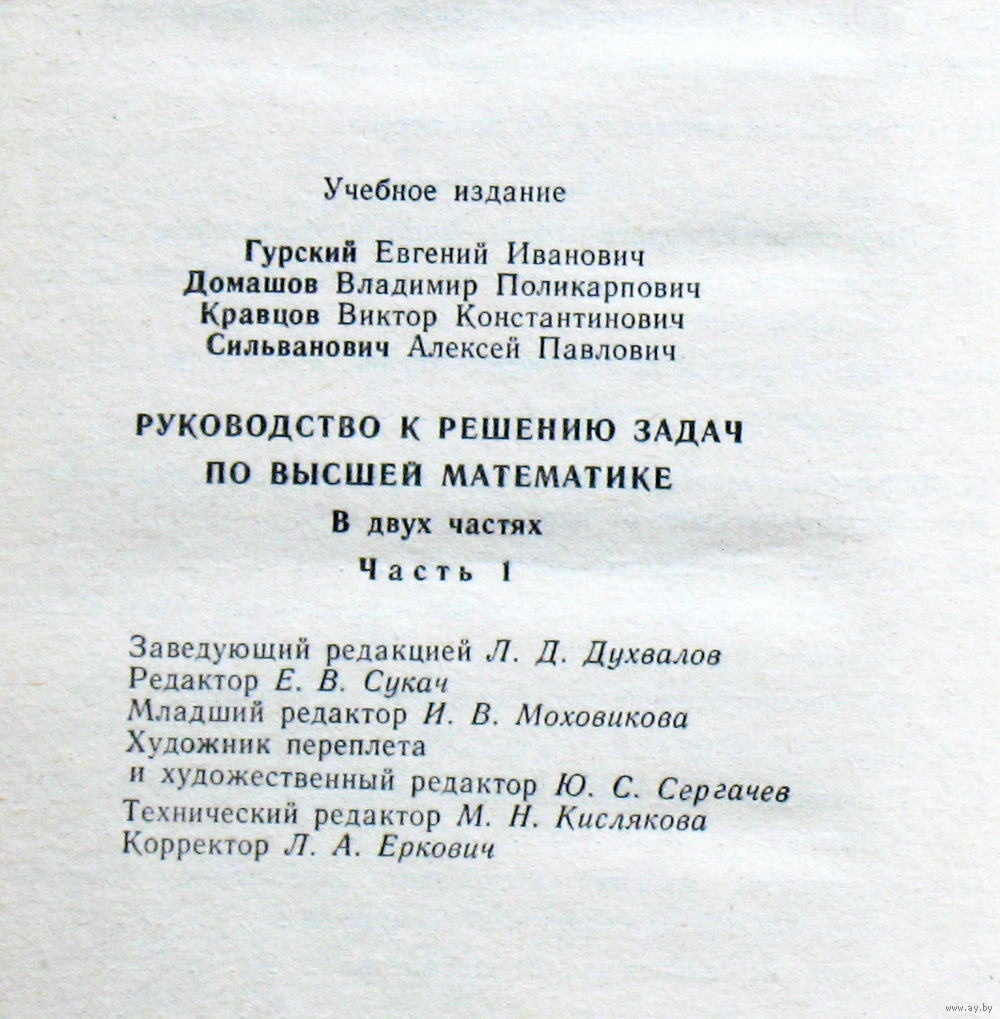 Учебное издание
Гурский Евгений Иванович
Домашов Владимир Поликарпович
Кравцов Виктор Константинович
Сильванович Алексей Павлович
РУКОВОДСТВО К РЕШЕНИЮ ЗАДАЧ
ПО ВЫСШЕЙ МАТЕМАТИКЕ
В двух частях
Часть 1
Заведующий редакцией Л. Д. Духвалов
Редактор Е. В. Сукач
Младший редактор И. В. Моховикова
Художник переплета
и художественный редактор Ю. С. Сергачев
Технический редактор М. Н. Кислякова
Корректор Л. А. Еркович
www.ay.by